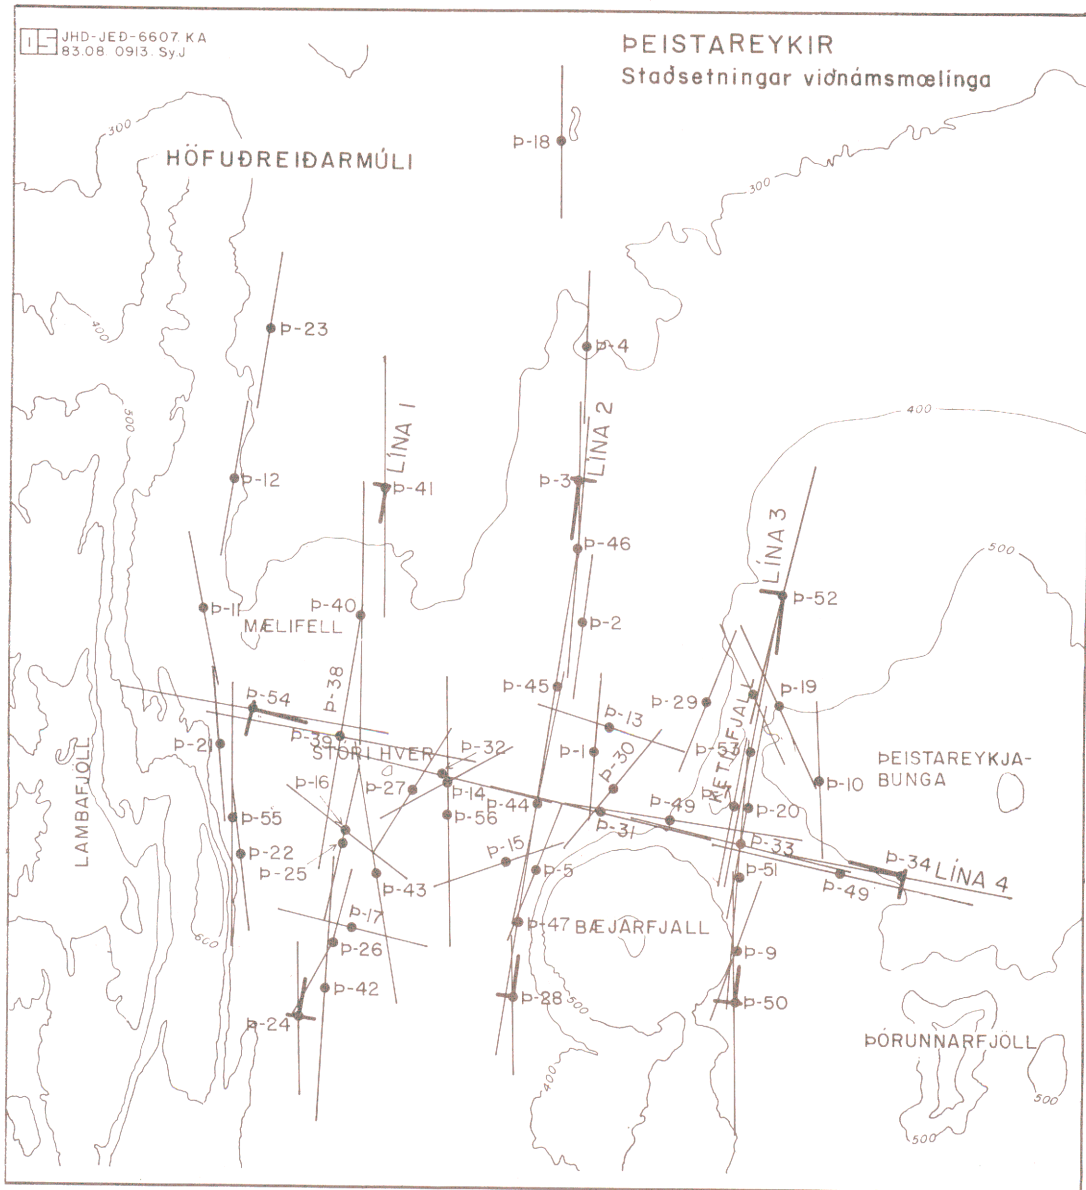 JHD-JEÐ-6607. KA
83.08. 0913. SyJ
ÞEISTAREYKIR
Staðsetningar viðnámsmælinga
300
Þ-18
HÖFUÐREIÐARMÚLI
300
400
Þ-23
Þ-4
500
LÍNA 1
LÍNA 2
400
Þ-12
Þ-41
Þ-3
LÍNA 3
Þ-46
500
Þ-11
Þ-40
Þ-52
MÆLIFELL
Þ-2
Þ-38
Þ-45
Þ-54
Þ-29
Þ-19
Þ-13
Þ-39
Þ-21
STÓRI HVER
Þ-32
Þ-1
Þ-30
KETILFJALL
Þ-53
ÞEISTAREYKJA-
BUNGA
LAMBAFJÖLL
Þ-16
Þ-27
Þ-14
Þ-10
Þ-44
Þ-7
Þ-20
Þ-55
Þ-56
Þ-31
Þ-49
Þ-22
Þ-25
Þ-15
Þ-33
Þ-43
Þ-5
Þ-51
Þ-49
Þ-34
LÍNA 4
Þ-17
Þ-47
BÆJARFJALL
600
Þ-26
Þ-9
Þ-42
Þ-28
500
Þ-50
Þ-24
ÞÓRUNNARFJÖLL
400
500
500